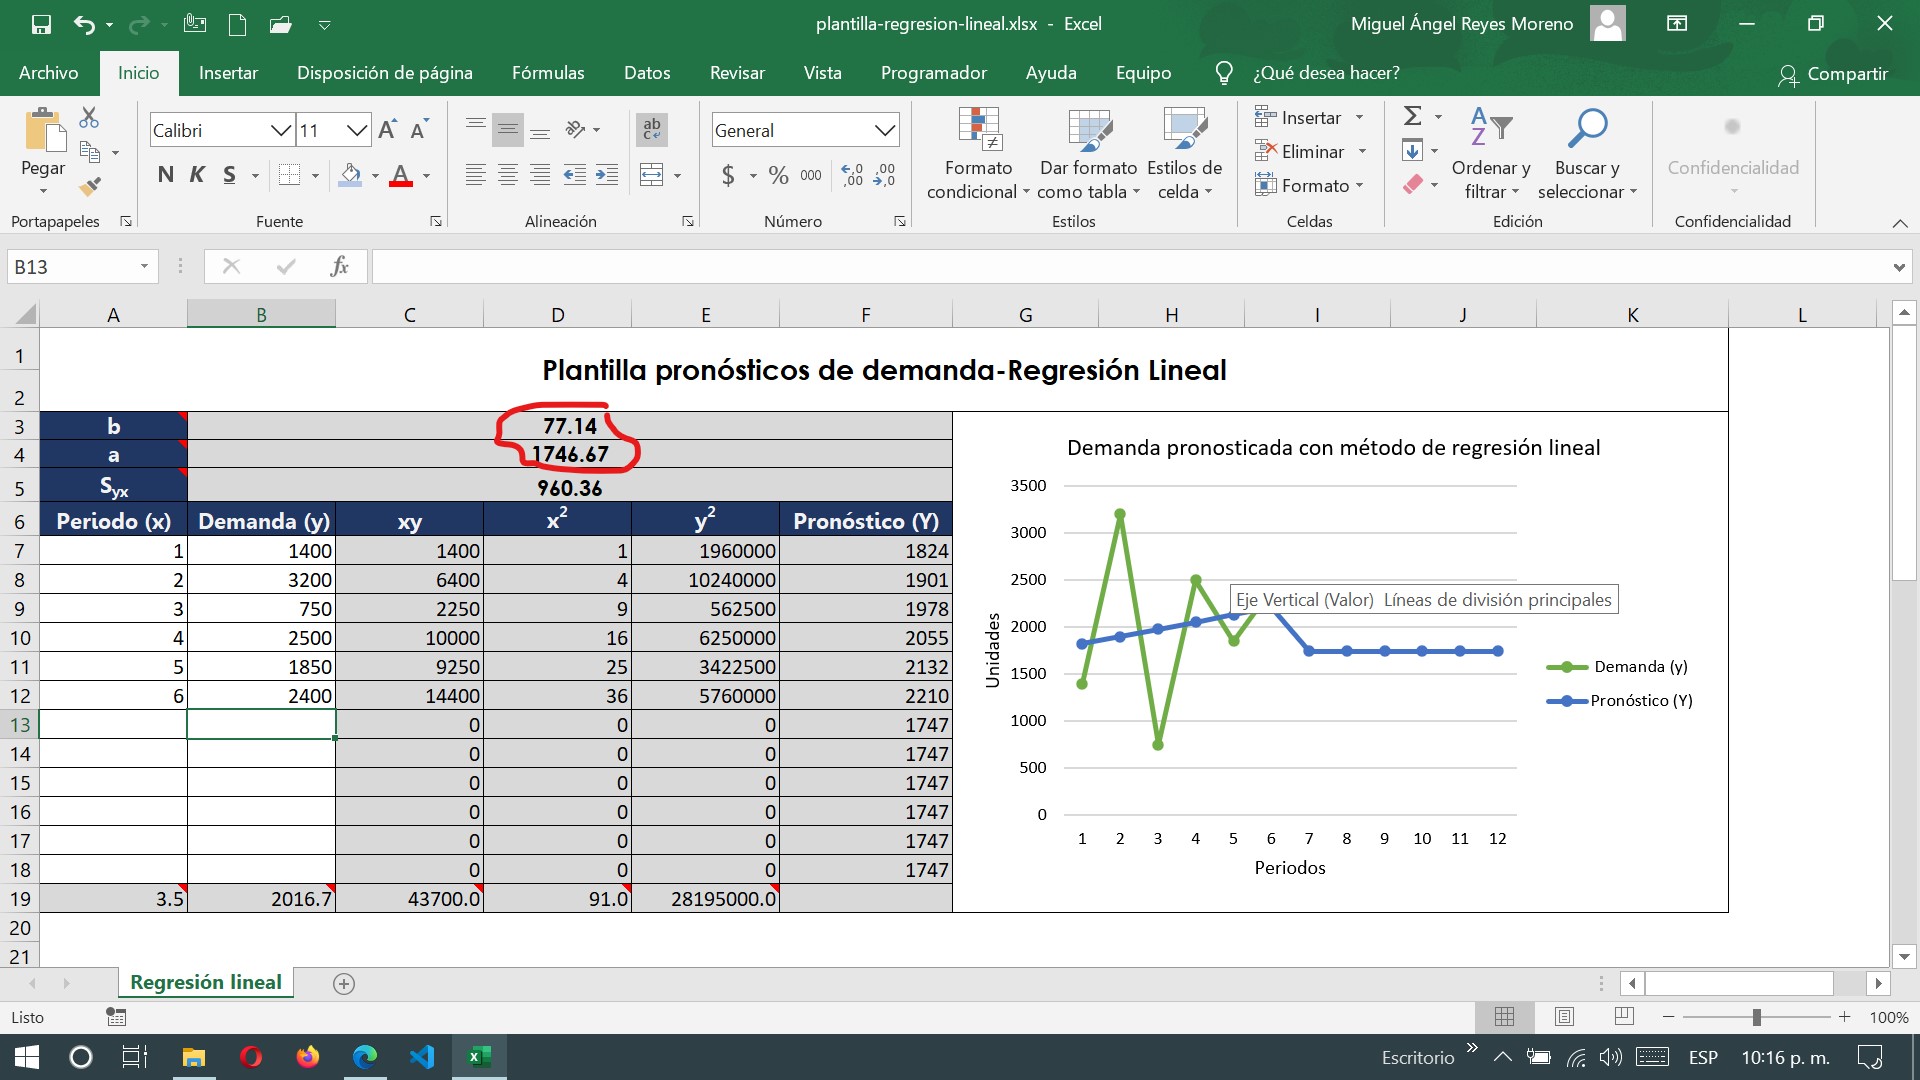 plantilla-regresion-lineal.xlsx - Excel
Miguel Ángel Reyes Moreno
Archivo Inicio Insertar Disposición de página Fórmulas Datos Revisar Vista Programador Ayuda Equipo ¿Qué desea hacer? Compartir
Pegar
Portapapeles
Calibri 11
N K S
Fuente
ab
Alineación
General
$ % 000
Número
Formato condicional
Dar formato como tabla
Estilos de celda
Estilos
Insertar
Eliminar
Formato
Celdas
Ordenar y filtrar
Buscar y seleccionar
Edición
Confidencialidad
Confidencialidad
B13 fx
A B C D E F G H I J K L
1
Plantilla pronósticos de demanda-Regresión Lineal
2
3 b 77.14
4 a 1746.67
5 Syx 960.36
6 Periodo (x) Demanda (y) xy x² y² Pronóstico (Y)
7 1 1400 1400 1 1960000 1824
8 2 3200 6400 4 10240000 1901
9 3 750 2250 9 562500 1978
10 4 2500 10000 16 6250000 2055
11 5 1850 9250 25 3422500 2132
12 6 2400 14400 36 5760000 2210
13 0 0 0 1747
14 0 0 0 1747
15 0 0 0 1747
16 0 0 0 1747
17 0 0 0 1747
18 0 0 0 1747
19 3.5 2016.7 43700.0 91.0 28195000.0
20
21
Demanda pronosticada con método de regresión lineal
3500
3000
2500
2000
1500
1000
500
0
Unidades
Eje Vertical (Valor) Líneas de división principales
Demanda (y)
Pronóstico (Y)
1 2 3 4 5 6 7 8 9 10 11 12
Periodos
Regresión lineal
Listo
100%
Escritorio ESP 10:16 p. m.